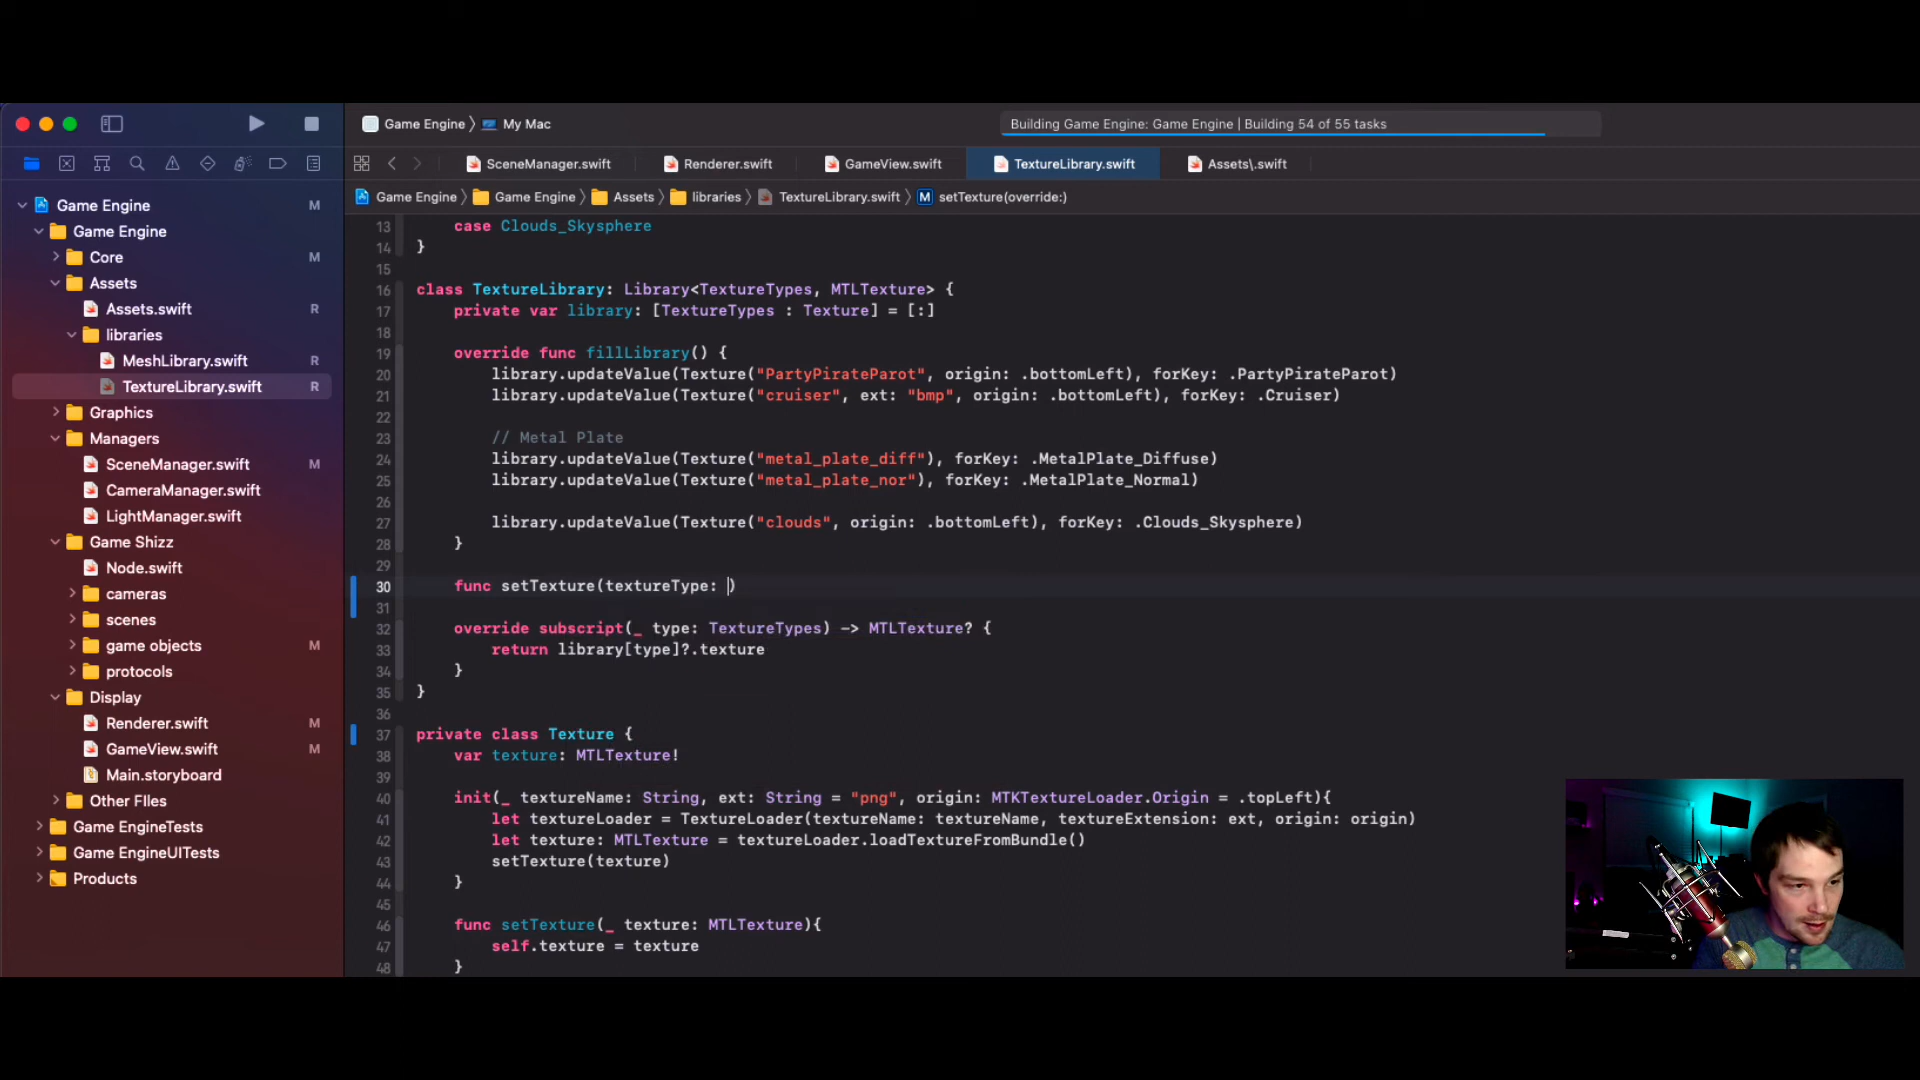 Game Engine 〉 My Mac
Building Game Engine: Game Engine | Building 54 of 55 tasks
SceneManager.swift
Renderer.swift
GameView.swift
TextureLibrary.swift
Assets\.swift
Game Engine 〉 Game Engine 〉 Assets 〉 libraries 〉 TextureLibrary.swift 〉 M setTexture(override:)
Game Engine M
Game Engine
Core M
Assets
Assets.swift R
libraries
MeshLibrary.swift R
TextureLibrary.swift R
Graphics
Managers
SceneManager.swift M
CameraManager.swift
LightManager.swift
Game Shizz
Node.swift
cameras
scenes
game objects M
protocols
Display
Renderer.swift M
GameView.swift M
Main.storyboard
Other FIles
Game EngineTests
Game EngineUITests
Products
13 case Clouds_Skysphere
14 }
15
16 class TextureLibrary: Library<TextureTypes, MTLTexture> {
17 private var library: [TextureTypes : Texture] = [:]
18
19 override func fillLibrary() {
20 library.updateValue(Texture("PartyPirateParot", origin: .bottomLeft), forKey: .PartyPirateParot)
21 library.updateValue(Texture("cruiser", ext: "bmp", origin: .bottomLeft), forKey: .Cruiser)
22
23 // Metal Plate
24 library.updateValue(Texture("metal_plate_diff"), forKey: .MetalPlate_Diffuse)
25 library.updateValue(Texture("metal_plate_nor"), forKey: .MetalPlate_Normal)
26
27 library.updateValue(Texture("clouds", origin: .bottomLeft), forKey: .Clouds_Skysphere)
28 }
29
30 func setTexture(textureType: )
31
32 override subscript(_ type: TextureTypes) -> MTLTexture? {
33 return library[type]?.texture
34 }
35 }
36
37 private class Texture {
38 var texture: MTLTexture!
39
40 init(_ textureName: String, ext: String = "png", origin: MTKTextureLoader.Origin = .topLeft){
41 let textureLoader = TextureLoader(textureName: textureName, textureExtension: ext, origin: origin)
42 let texture: MTLTexture = textureLoader.loadTextureFromBundle()
43 setTexture(texture)
44 }
45
46 func setTexture(_ texture: MTLTexture){
47 self.texture = texture
48 }